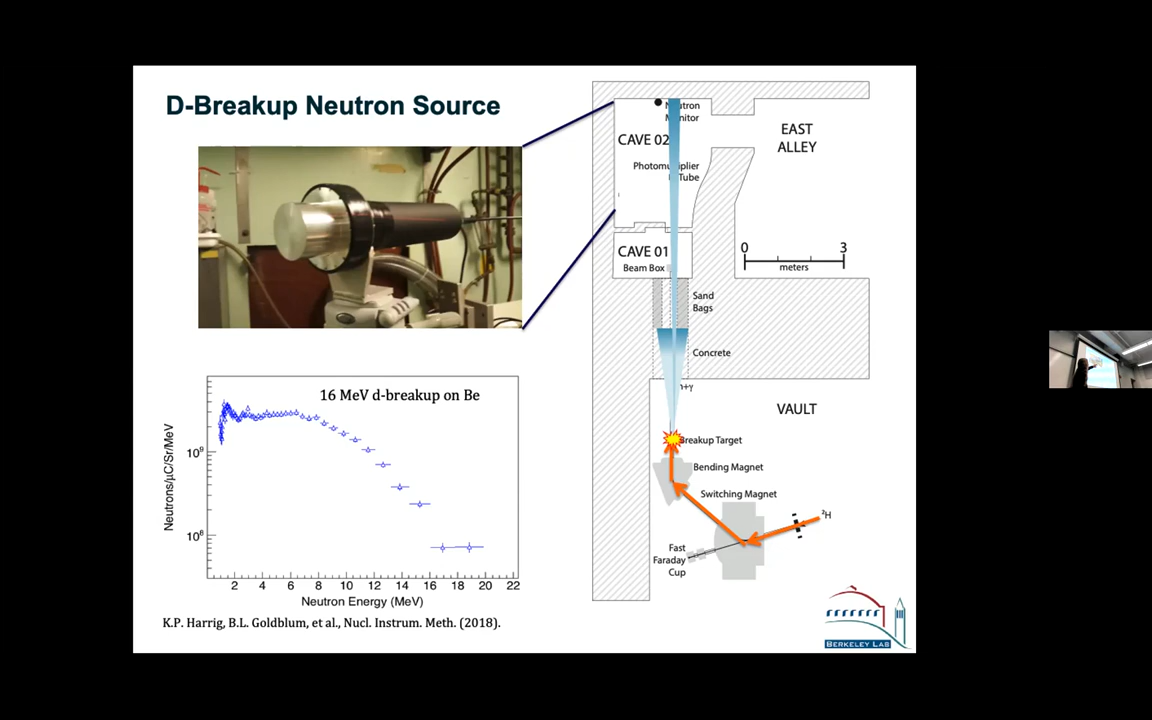 D-Breakup Neutron Source
Neutron
Monitor
CAVE 02
EAST
ALLEY
Photomultiplier
Tube
CAVE 01
Beam Box
0 3
meters
Sand
Bags
Concrete
n+γ
VAULT
Breakup Target
Bending Magnet
Switching Magnet
²H
Fast
Faraday
Cup
16 MeV d-breakup on Be
Neutrons/μC/Sr/MeV
10⁹
10⁸
2 4 6 8 10 12 14 16 18 20 22
Neutron Energy (MeV)
K.P. Harrig, B.L. Goldblum, et al., Nucl. Instrum. Meth. (2018).
BERKELEY LAB